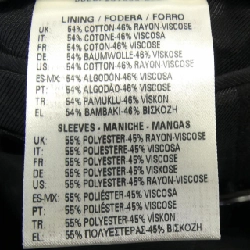 LINING / FODERA / FORRO
UK: 54% COTTON-46% RAYON-VISCOSE
IT: 54% COTONE-46% VISCOSA
FR: 54% COTON-46% VISCOSE
DE: 54% BAUMWOLLE-46% VISKOSE
US: 54% COTTON-46% RAYON-VISCOSE
ES-MX: 54% ALGODÓN-46% VISCOSA
PT: 54% ALGODÃO-46% VISCOSE
TR: 54% PAMUKLU-46% VİSKON
EL: 54% ΒΑΜΒΑΚΙ-46% ΒΙΣΚΟΖΗ
SLEEVES - MANICHE - MANGAS
UK: 55% POLYESTER-45% RAYON-VISCOSE
IT: 55% POLIESTERE-45% VISCOSA
FR: 55% POLYESTER-45% VISCOSE
DE: 55% POLYESTER-45% VISKOSE
US: 55% POLYESTER-45% RAYON-VISCOSE
ES-MX: 55% POLIÉSTER-45% VISCOSA
PT: 55% POLIÉSTER-45% VISCOSE
TR: 55% POLYESTER-45% VİSKON
EL: 55% ΠΟΛΥΕΣΤΕΡΑΣ-45% ΒΙΣΚΟΖΗ